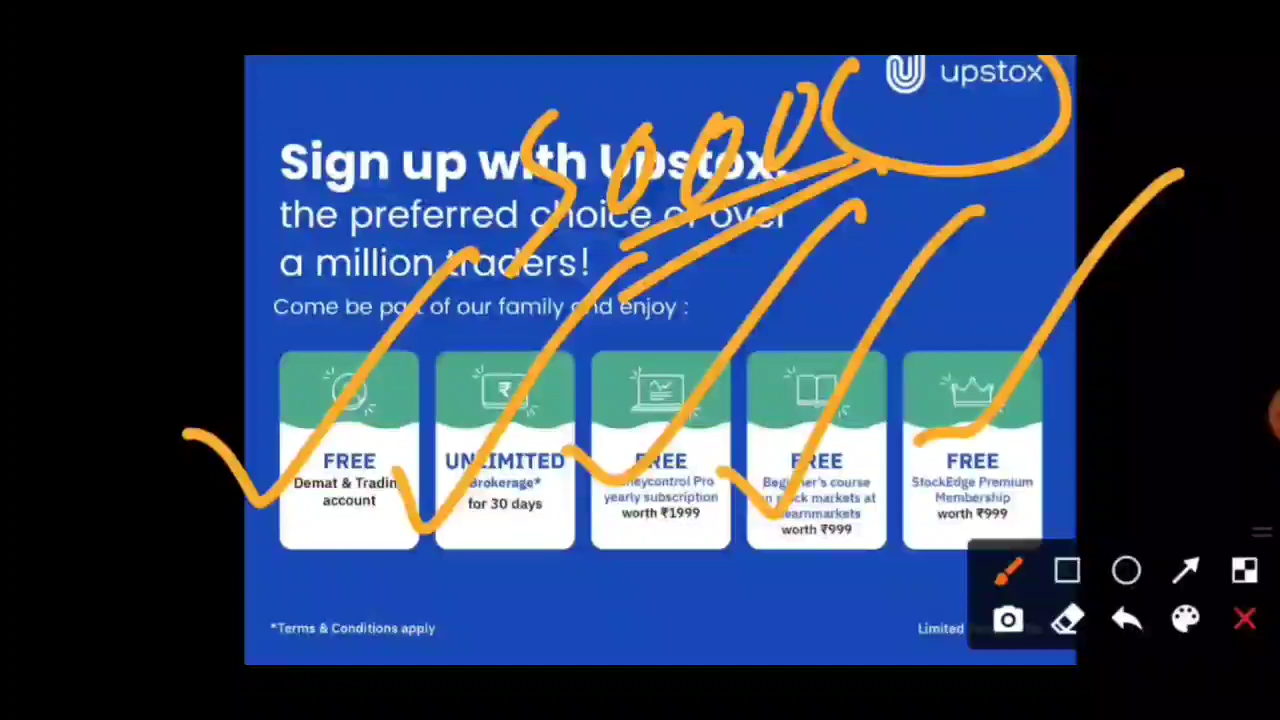 upstox
5000
Sign up with Upstox,
the preferred choice of over
a million traders!
Come be part of our family and enjoy :
FREE
Demat & Trading
account
UNLIMITED
Brokerage*
for 30 days
FREE
Moneycontrol Pro
yearly subscription
worth ₹1999
FREE
Beginner's course
on stock markets at
Learnmarkets
worth ₹999
FREE
StockEdge Premium
Membership
worth ₹999
*Terms & Conditions apply
Limited